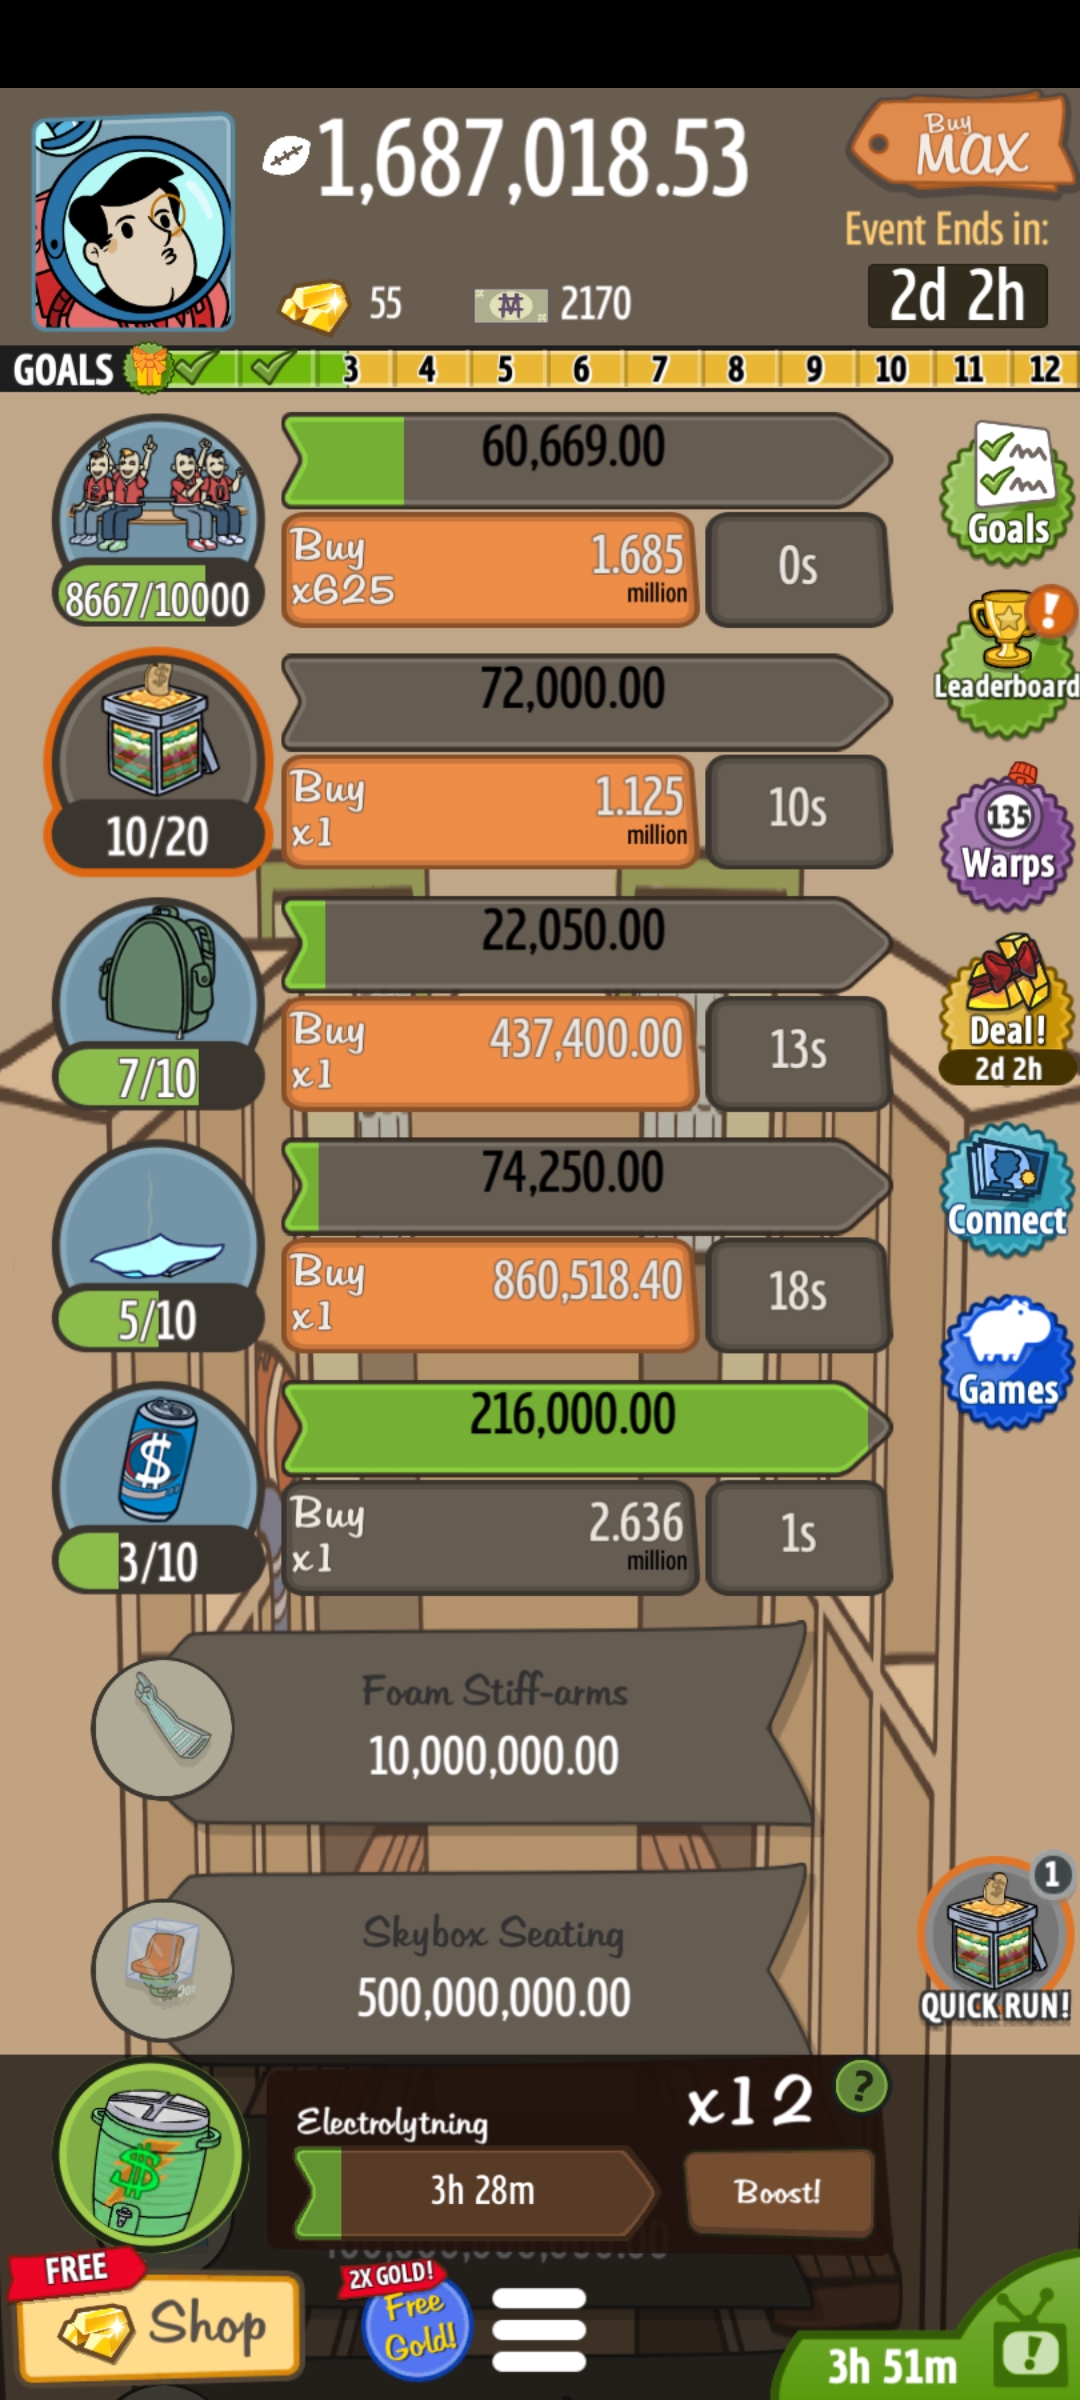 1,687,018.53
Buy
MAX
Event Ends in:
2d 2h
55
2170
GOALS 3 4 5 6 7 8 9 10 11 12
60,669.00
Buy
x625
1.685
million
0s
8667/10000
Goals
72,000.00
Buy
x1
1.125
million
10s
10/20
!
Leaderboard
22,050.00
Buy
x1
437,400.00
13s
7/10
135
Warps
74,250.00
Buy
x1
860,518.40
18s
5/10
Deal!
2d 2h
216,000.00
Buy
x1
2.636
million
1s
$
3/10
Connect
Games
Foam Stiff-arms
10,000,000.00
Skybox Seating
500,000,000.00
1
QUICK RUN!
$
Electrolytning
3h 28m
x12
?
Boost!
FREE
Shop
2X GOLD!
Free
Gold!
3h 51m
!